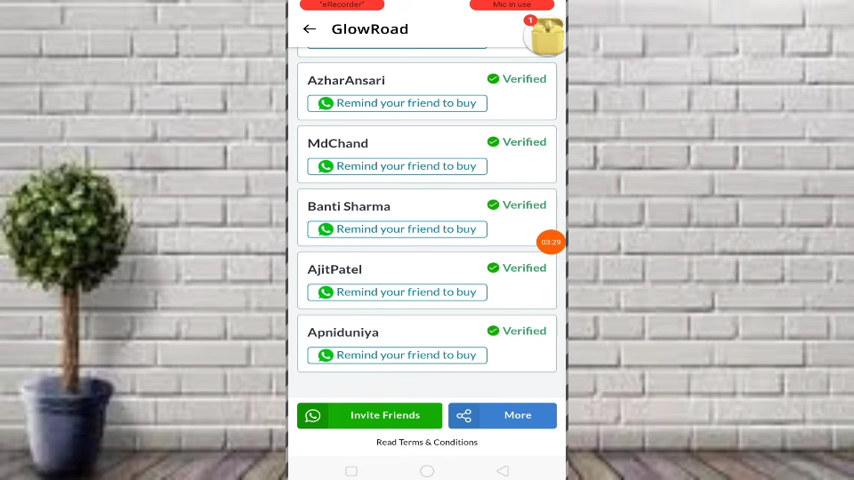 "eRecorder"
Mic in use
GlowRoad
1
AzharAnsari
Verified
Remind your friend to buy
MdChand
Verified
Remind your friend to buy
Banti Sharma
Verified
Remind your friend to buy
03:29
AjitPatel
Verified
Remind your friend to buy
Apniduniya
Verified
Remind your friend to buy
Invite Friends
More
Read Terms & Conditions